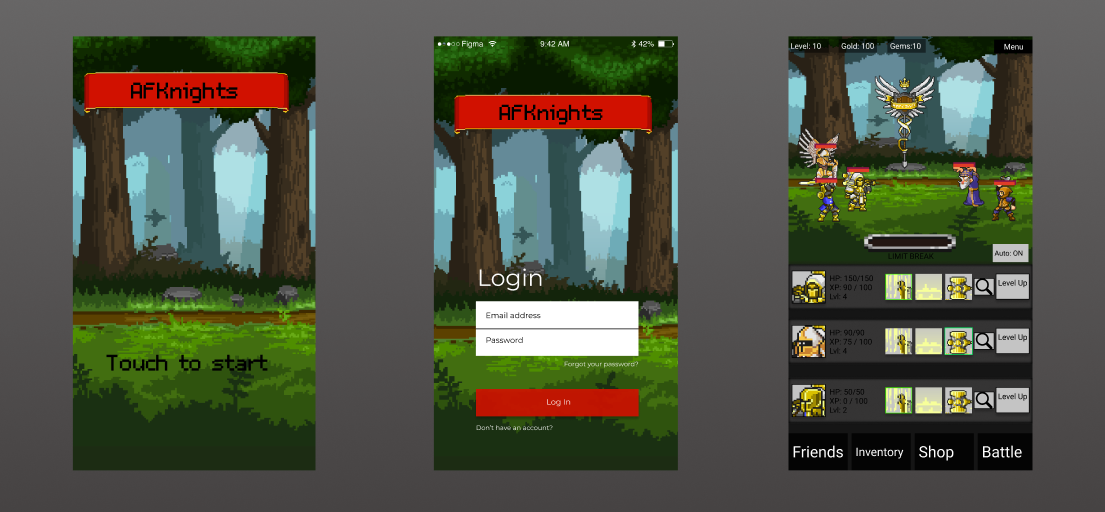 AFKnights
Touch to start
Figma 9:42 AM 42%
AFKnights
Login
Email address
Password
Forgot your password?
Log In
Don't have an account?
Level: 10 Gold: 100 Gems:10 Menu
LIMIT BREAK
Auto: ON
HP: 150/150
XP: 90 / 100
Lvl: 4
Level Up
HP: 90/90
XP: 75 / 100
Lvl: 4
Level Up
HP: 50/50
XP: 0 / 100
Lvl: 2
Level Up
Friends Inventory Shop Battle